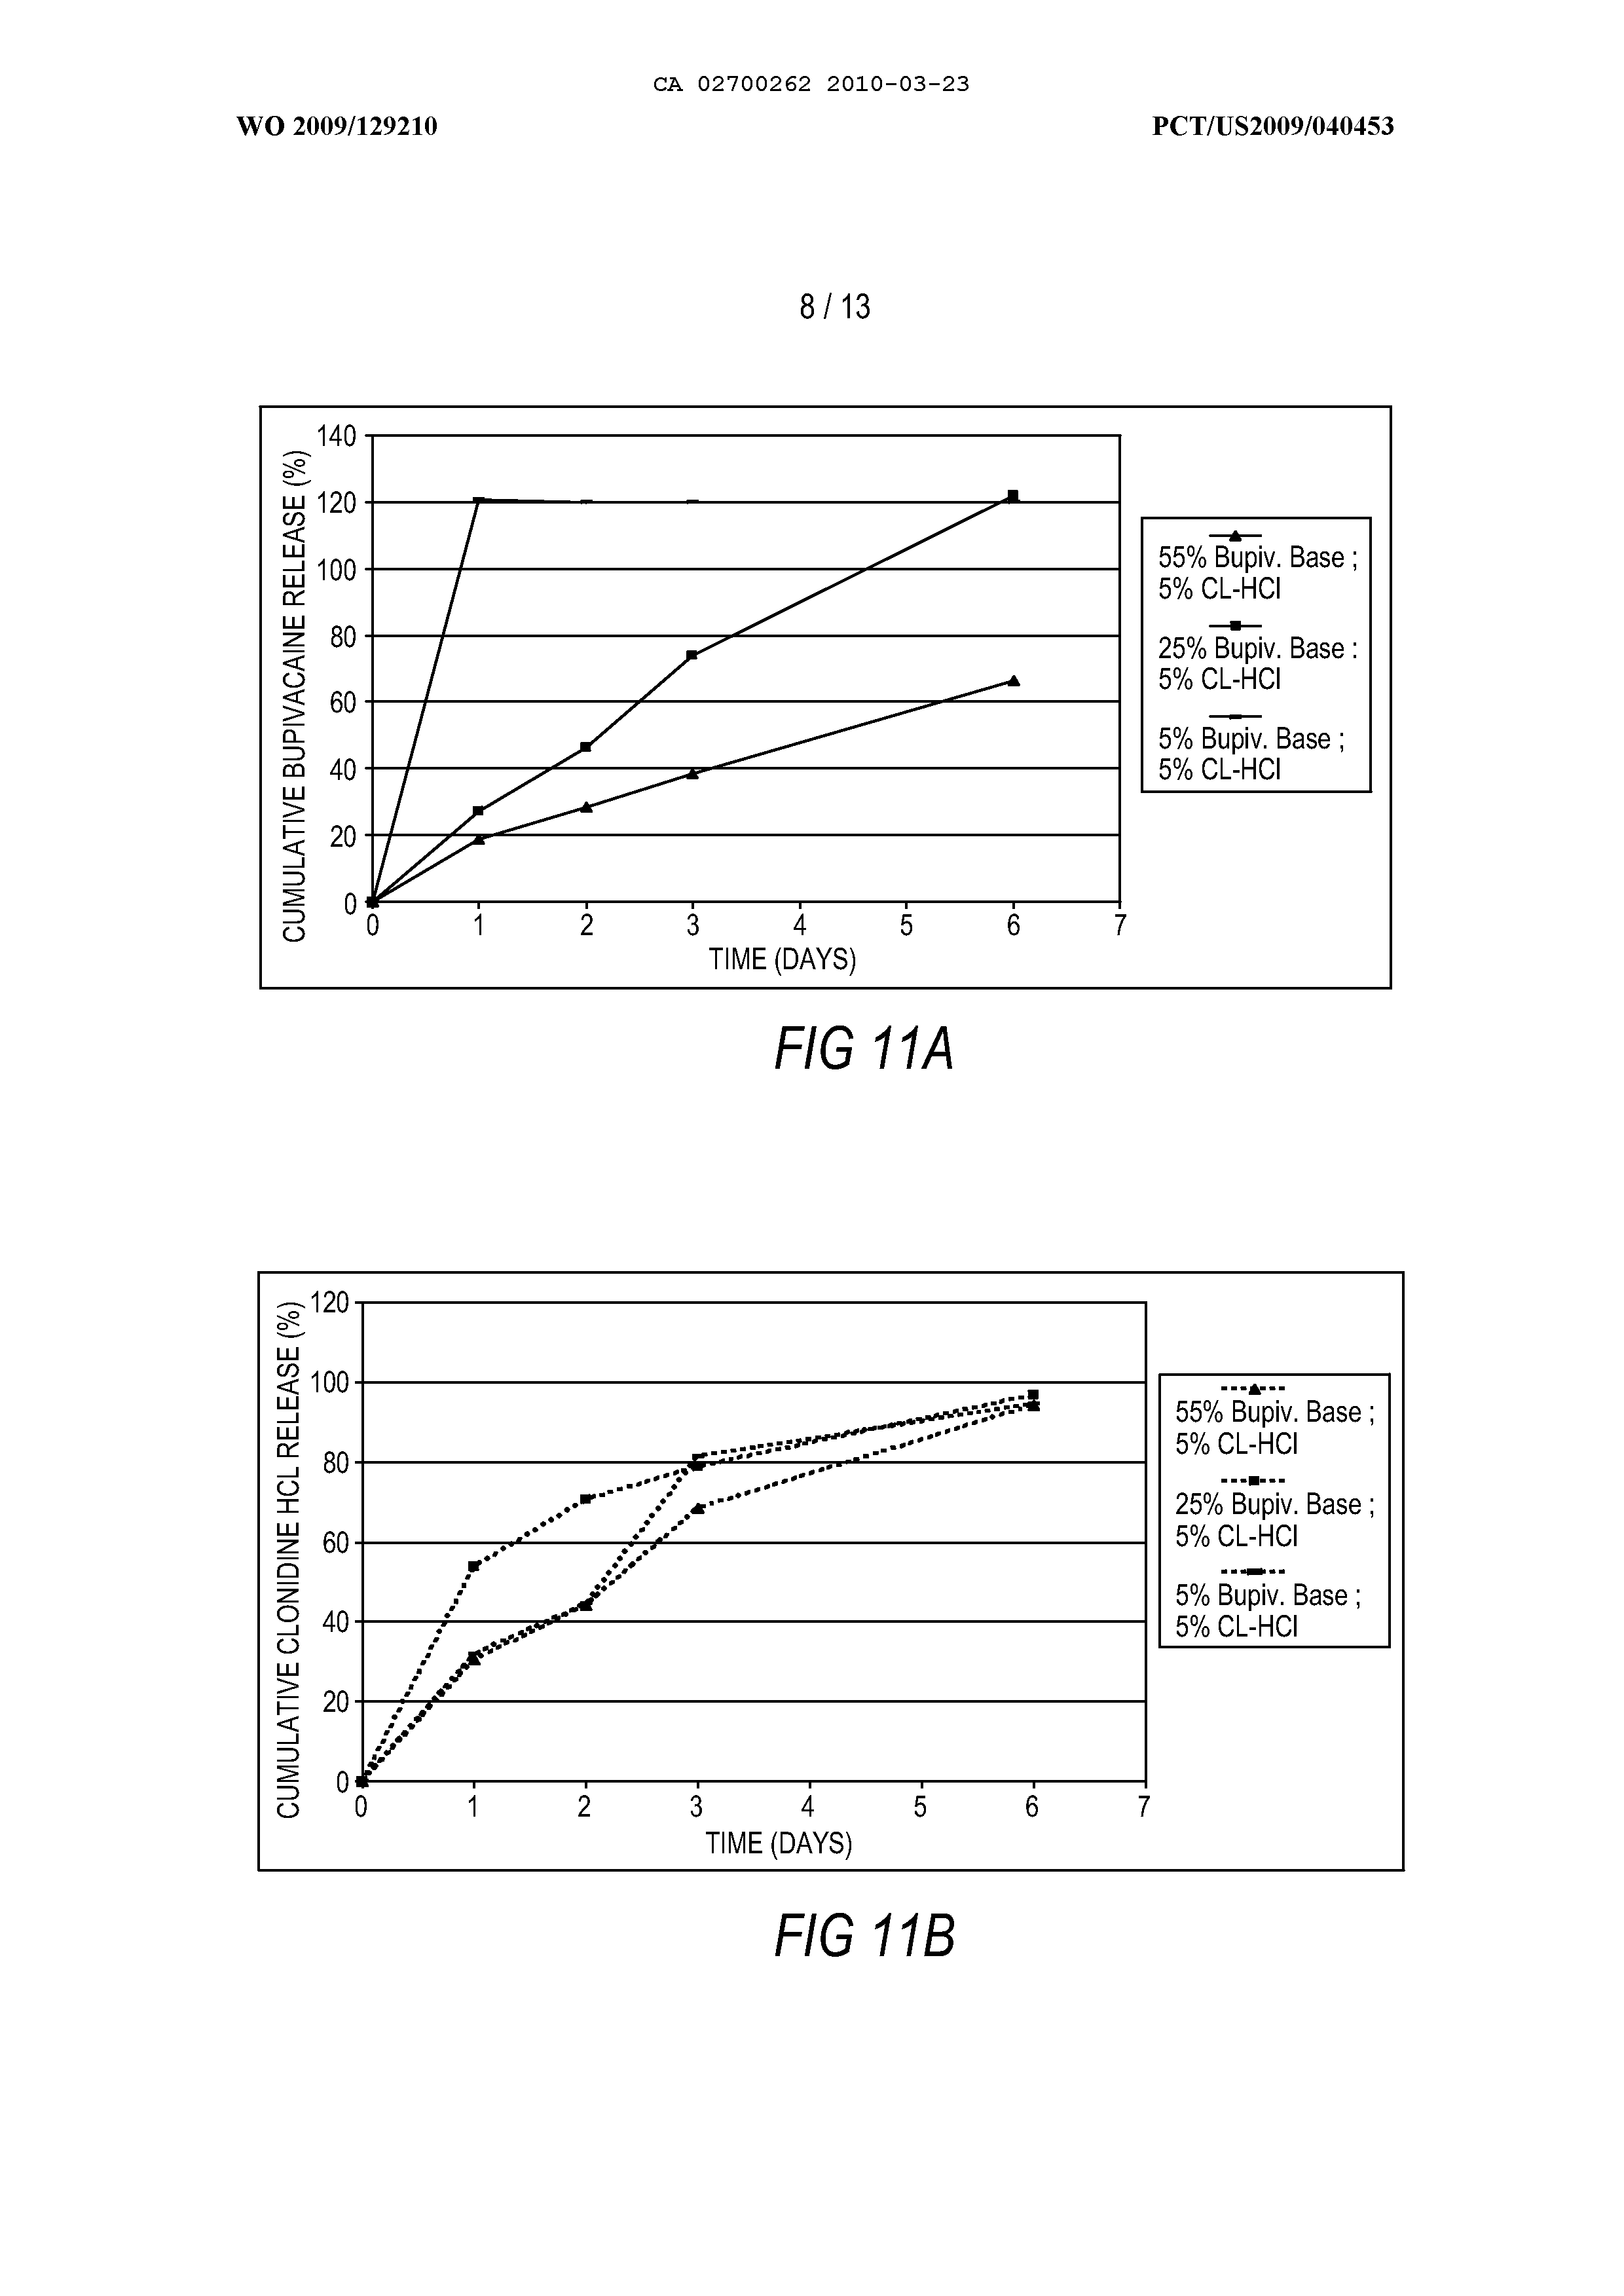 CA 02700262 2010-03-23
WO 2009/129210
PCT/US2009/040453
8 / 13
CUMULATIVE BUPIVACAINE RELEASE (%)
140
120
100
80
60
40
20
0
0 1 2 3 4 5 6 7
TIME (DAYS)
55% Bupiv. Base ;
5% CL-HCl
25% Bupiv. Base :
5% CL-HCl
5% Bupiv. Base ;
5% CL-HCl
FIG 11A
CUMULATIVE CLONIDINE HCL RELEASE (%)
120
100
80
60
40
20
0
0 1 2 3 4 5 6 7
TIME (DAYS)
55% Bupiv. Base ;
5% CL-HCl
25% Bupiv. Base ;
5% CL-HCl
5% Bupiv. Base ;
5% CL-HCl
FIG 11B